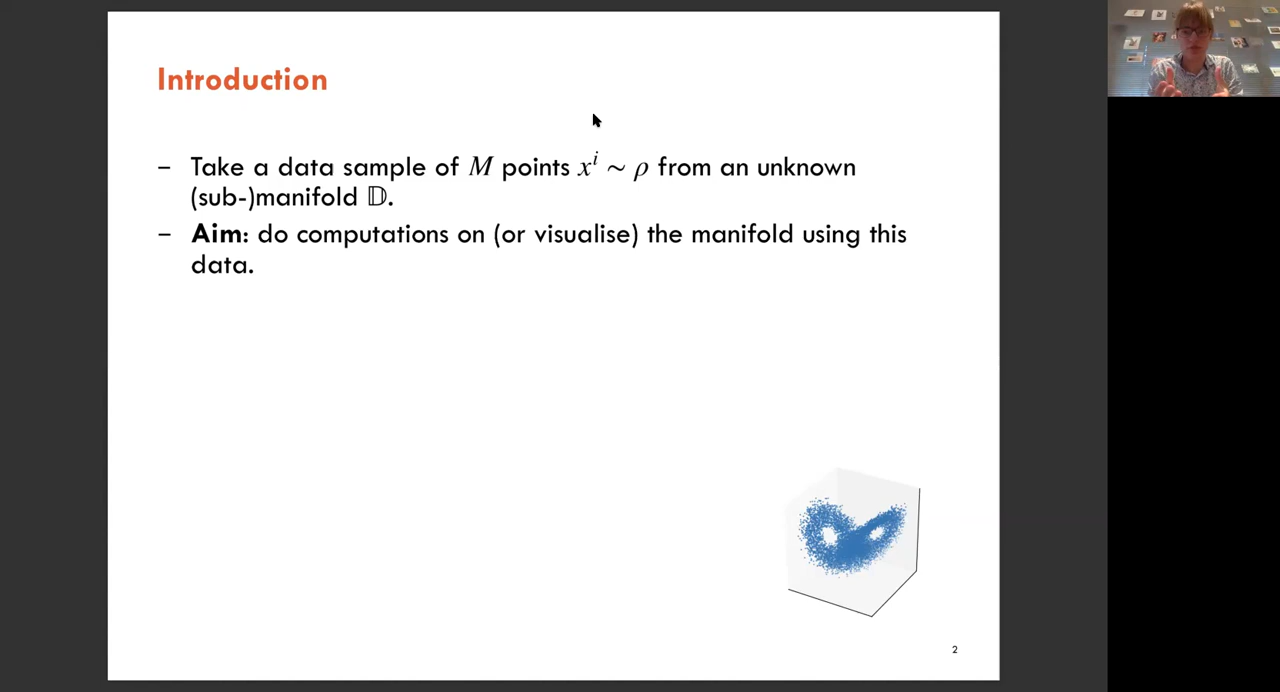 Introduction
– Take a data sample of M points xⁱ ~ ρ from an unknown
(sub-)manifold 𝔻.
– Aim: do computations on (or visualise) the manifold using this
data.
2